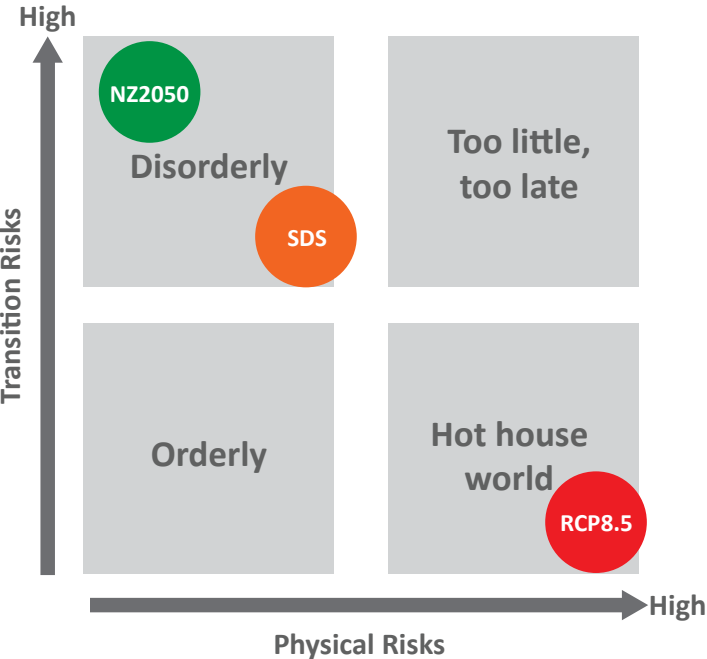 High
NZ2050
Disorderly
SDS
Too little,
too late
Transition Risks
Orderly
Hot house
world
RCP8.5
High
Physical Risks